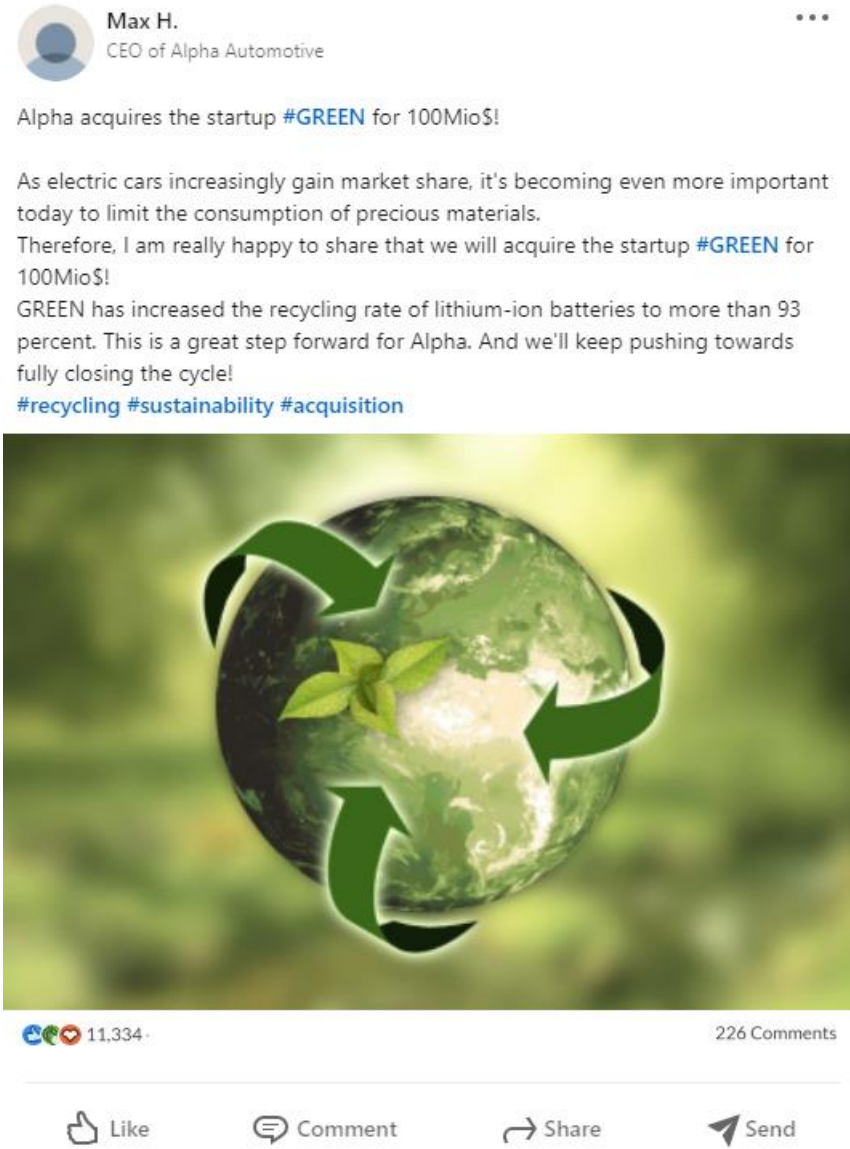 Max H.
CEO of Alpha Automotive
Alpha acquires the startup #GREEN for 100Mio$!
As electric cars increasingly gain market share, it's becoming even more important
today to limit the consumption of precious materials.
Therefore, I am really happy to share that we will acquire the startup #GREEN for
100Mio$!
GREEN has increased the recycling rate of lithium-ion batteries to more than 93
percent. This is a great step forward for Alpha. And we'll keep pushing towards
fully closing the cycle!
#recycling #sustainability #acquisition
11,334·
226 Comments
Like
Comment
Share
Send